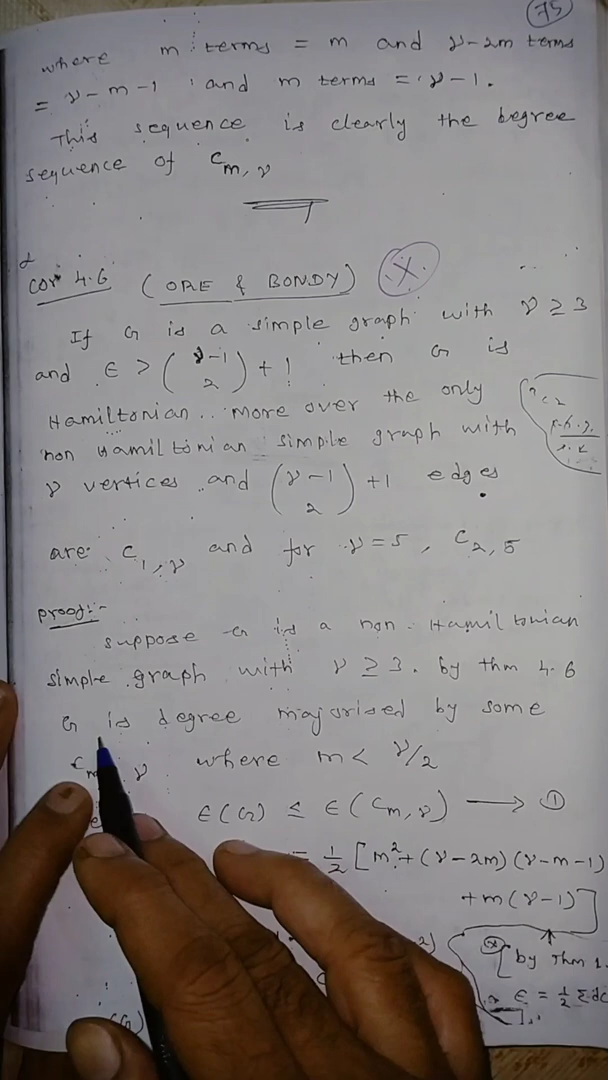 75
where m terms = m and γ-2m terms
= γ-m-1 and m terms = γ-1.
This sequence is clearly the begree
sequence of C_{m,γ}
Cor 4.6 (ORE & BONDY) X.
If G is a simple graph with γ ≥ 3
and ϵ > (γ-1 2) + 1 then G is
Hamiltonian.. more over the only
non Hamiltonian simple graph with
γ vertices and (γ-1 2) + 1 edges
are C_{1,γ} and for γ=5, C_{2,5}
proof:-
suppose G is a non-Hamiltonian
simple graph with γ ≥ 3. by thm 4.6
G is degree majorised by some
γ where m < γ/2
ϵ(G) ≤ ϵ(C_{m,γ}) → ①
= 1/2 [m²+(γ-2m)(γ-m-1)
+m(γ-1)]
[by Thm 1.
ϵ = 1/2 Σd